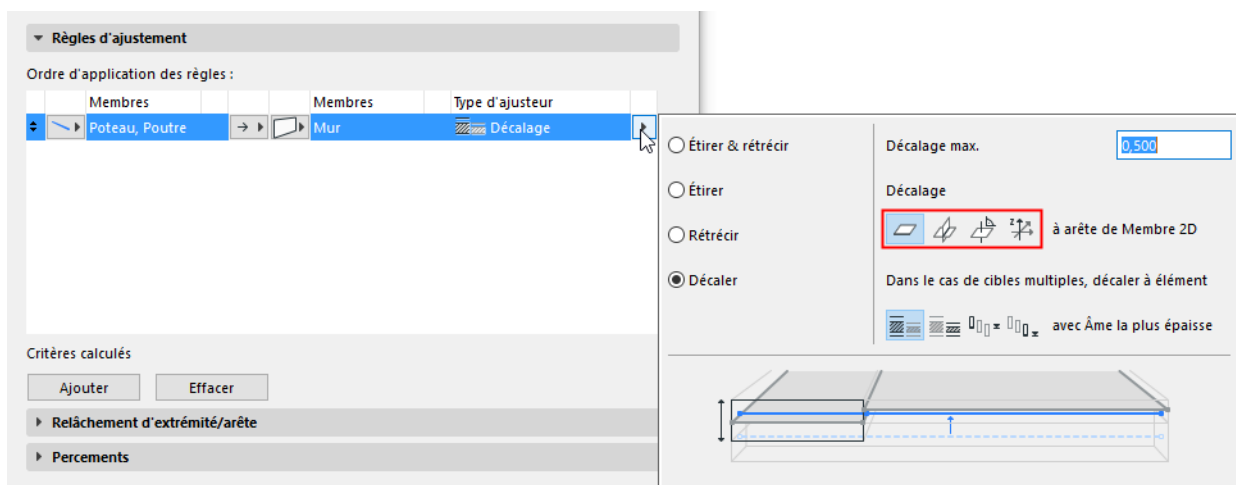 Règles d'ajustement
Ordre d'application des règles :
Membres Membres Type d'ajusteur
Poteau, Poutre Mur Décalage
Étirer & rétrécir
Étirer
Rétrécir
Décaler
Décalage max. 0,500
Décalage
à arête de Membre 2D
Dans le cas de cibles multiples, décaler à élément
avec Âme la plus épaisse
Critères calculés
Ajouter Effacer
Relâchement d'extrémité/arête
Percements